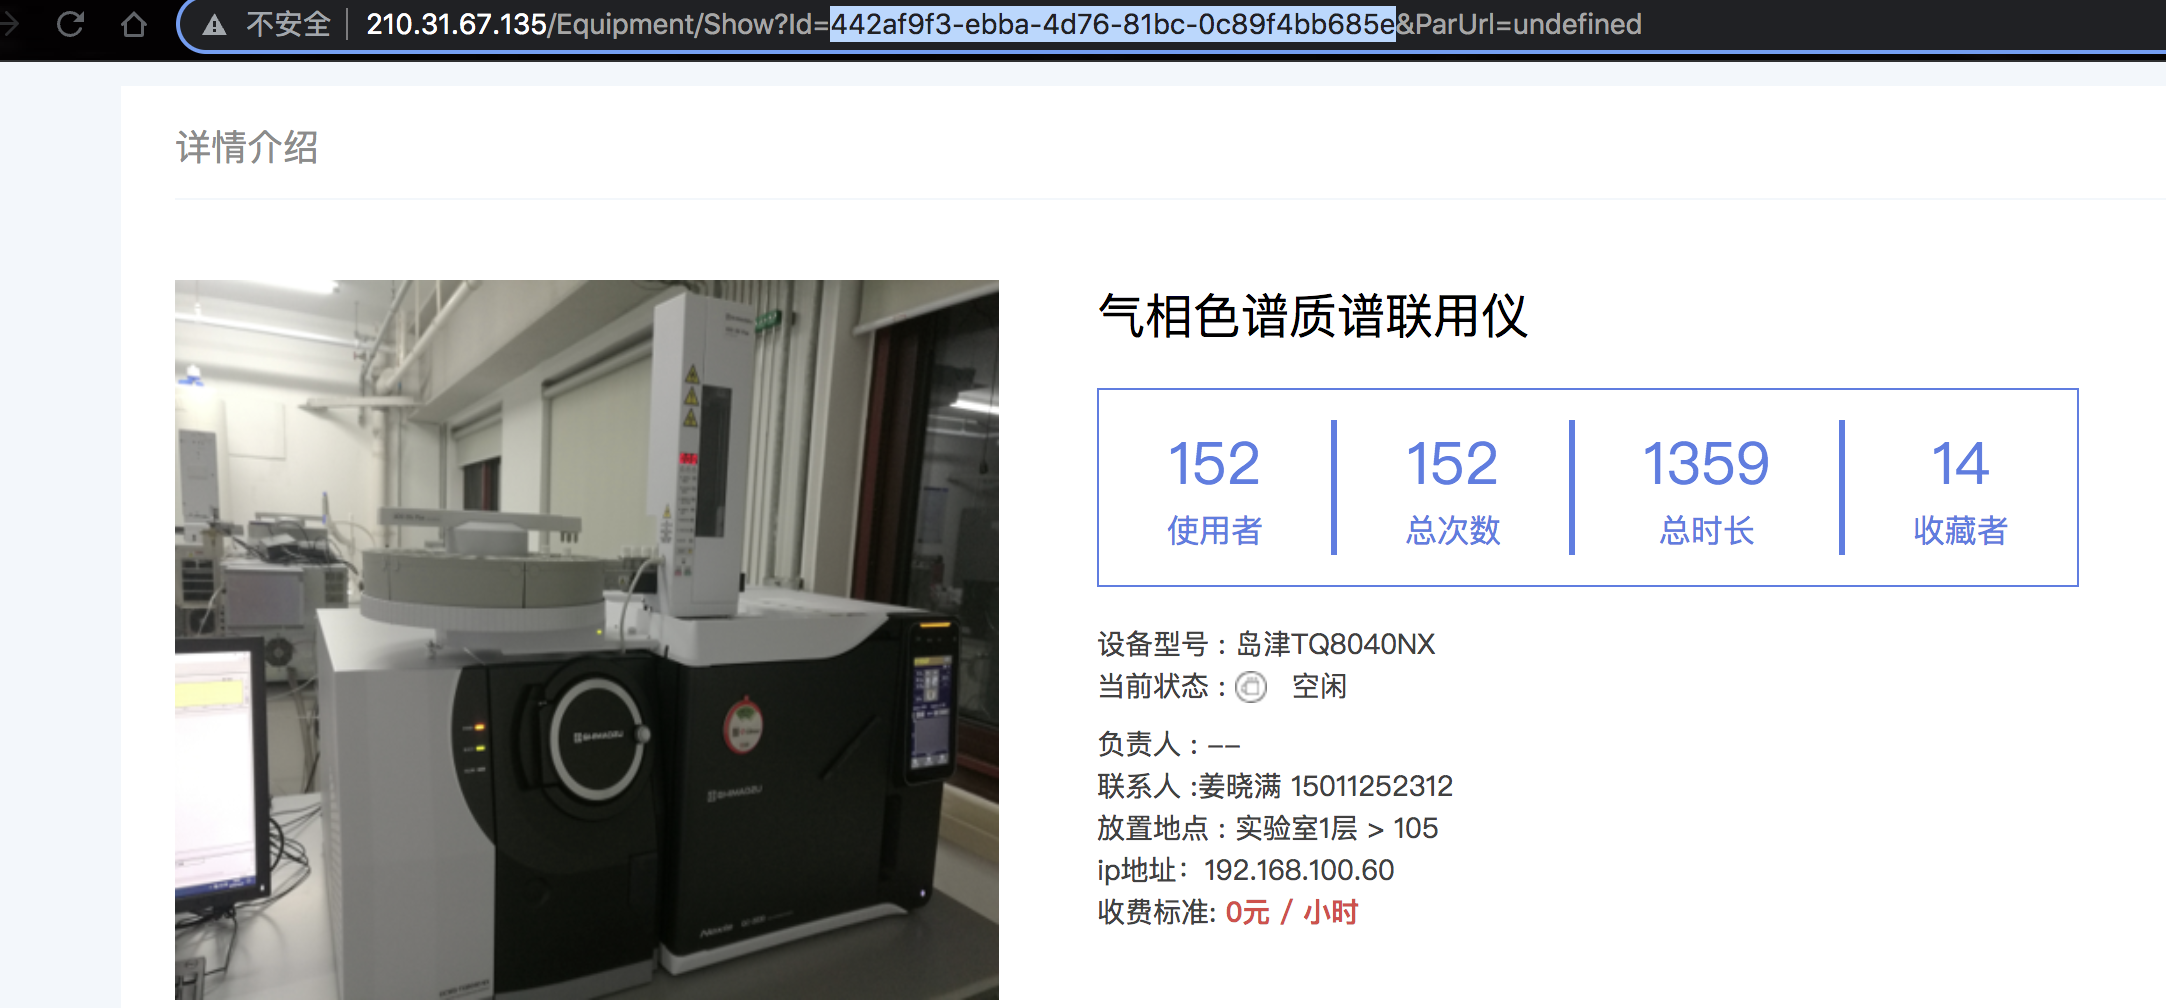 不安全 | 210.31.67.135/Equipment/Show?Id=442af9f3-ebba-4d76-81bc-0c89f4bb685e&ParUrl=undefined
详情介绍
气相色谱质谱联用仪
152 152 1359 14
使用者 总次数 总时长 收藏者
设备型号：岛津TQ8040NX
当前状态： 空闲
负责人：--
联系人 :姜晓满 15011252312
放置地点：实验室1层 > 105
ip地址：192.168.100.60
收费标准: 0元 / 小时
SHIMADZU
SHIMADZU